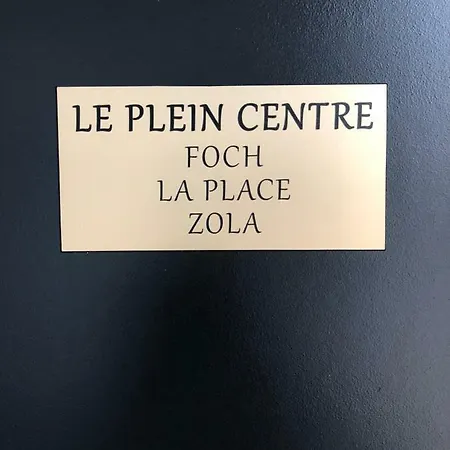 LE PLEIN CENTRE
FOCH
LA PLACE
ZOLA